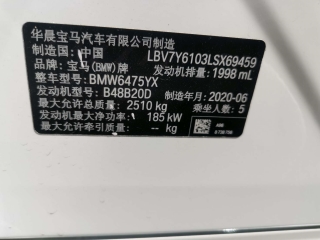 华晨宝马汽车有限公司制造
制造国：中国 LBV7Y6103LSX69459
品牌：宝马(BMW)牌 发动机排量：1998 mL
整车型号：BMW6475YX
发动机型号：B48B20D
最大允许总质量：2510 kg 制造年月：2020-06
发动机最大净功率：185 kW 乘坐人数：5
最大允许牵引质量：-- kg